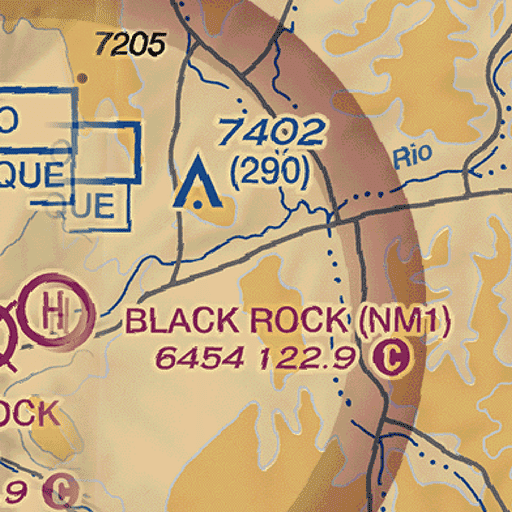 7205
O
QUE
QUE
7402
(290)
Rio
H
BLACK ROCK (NM1)
6454 122.9 C
OCK
9 C